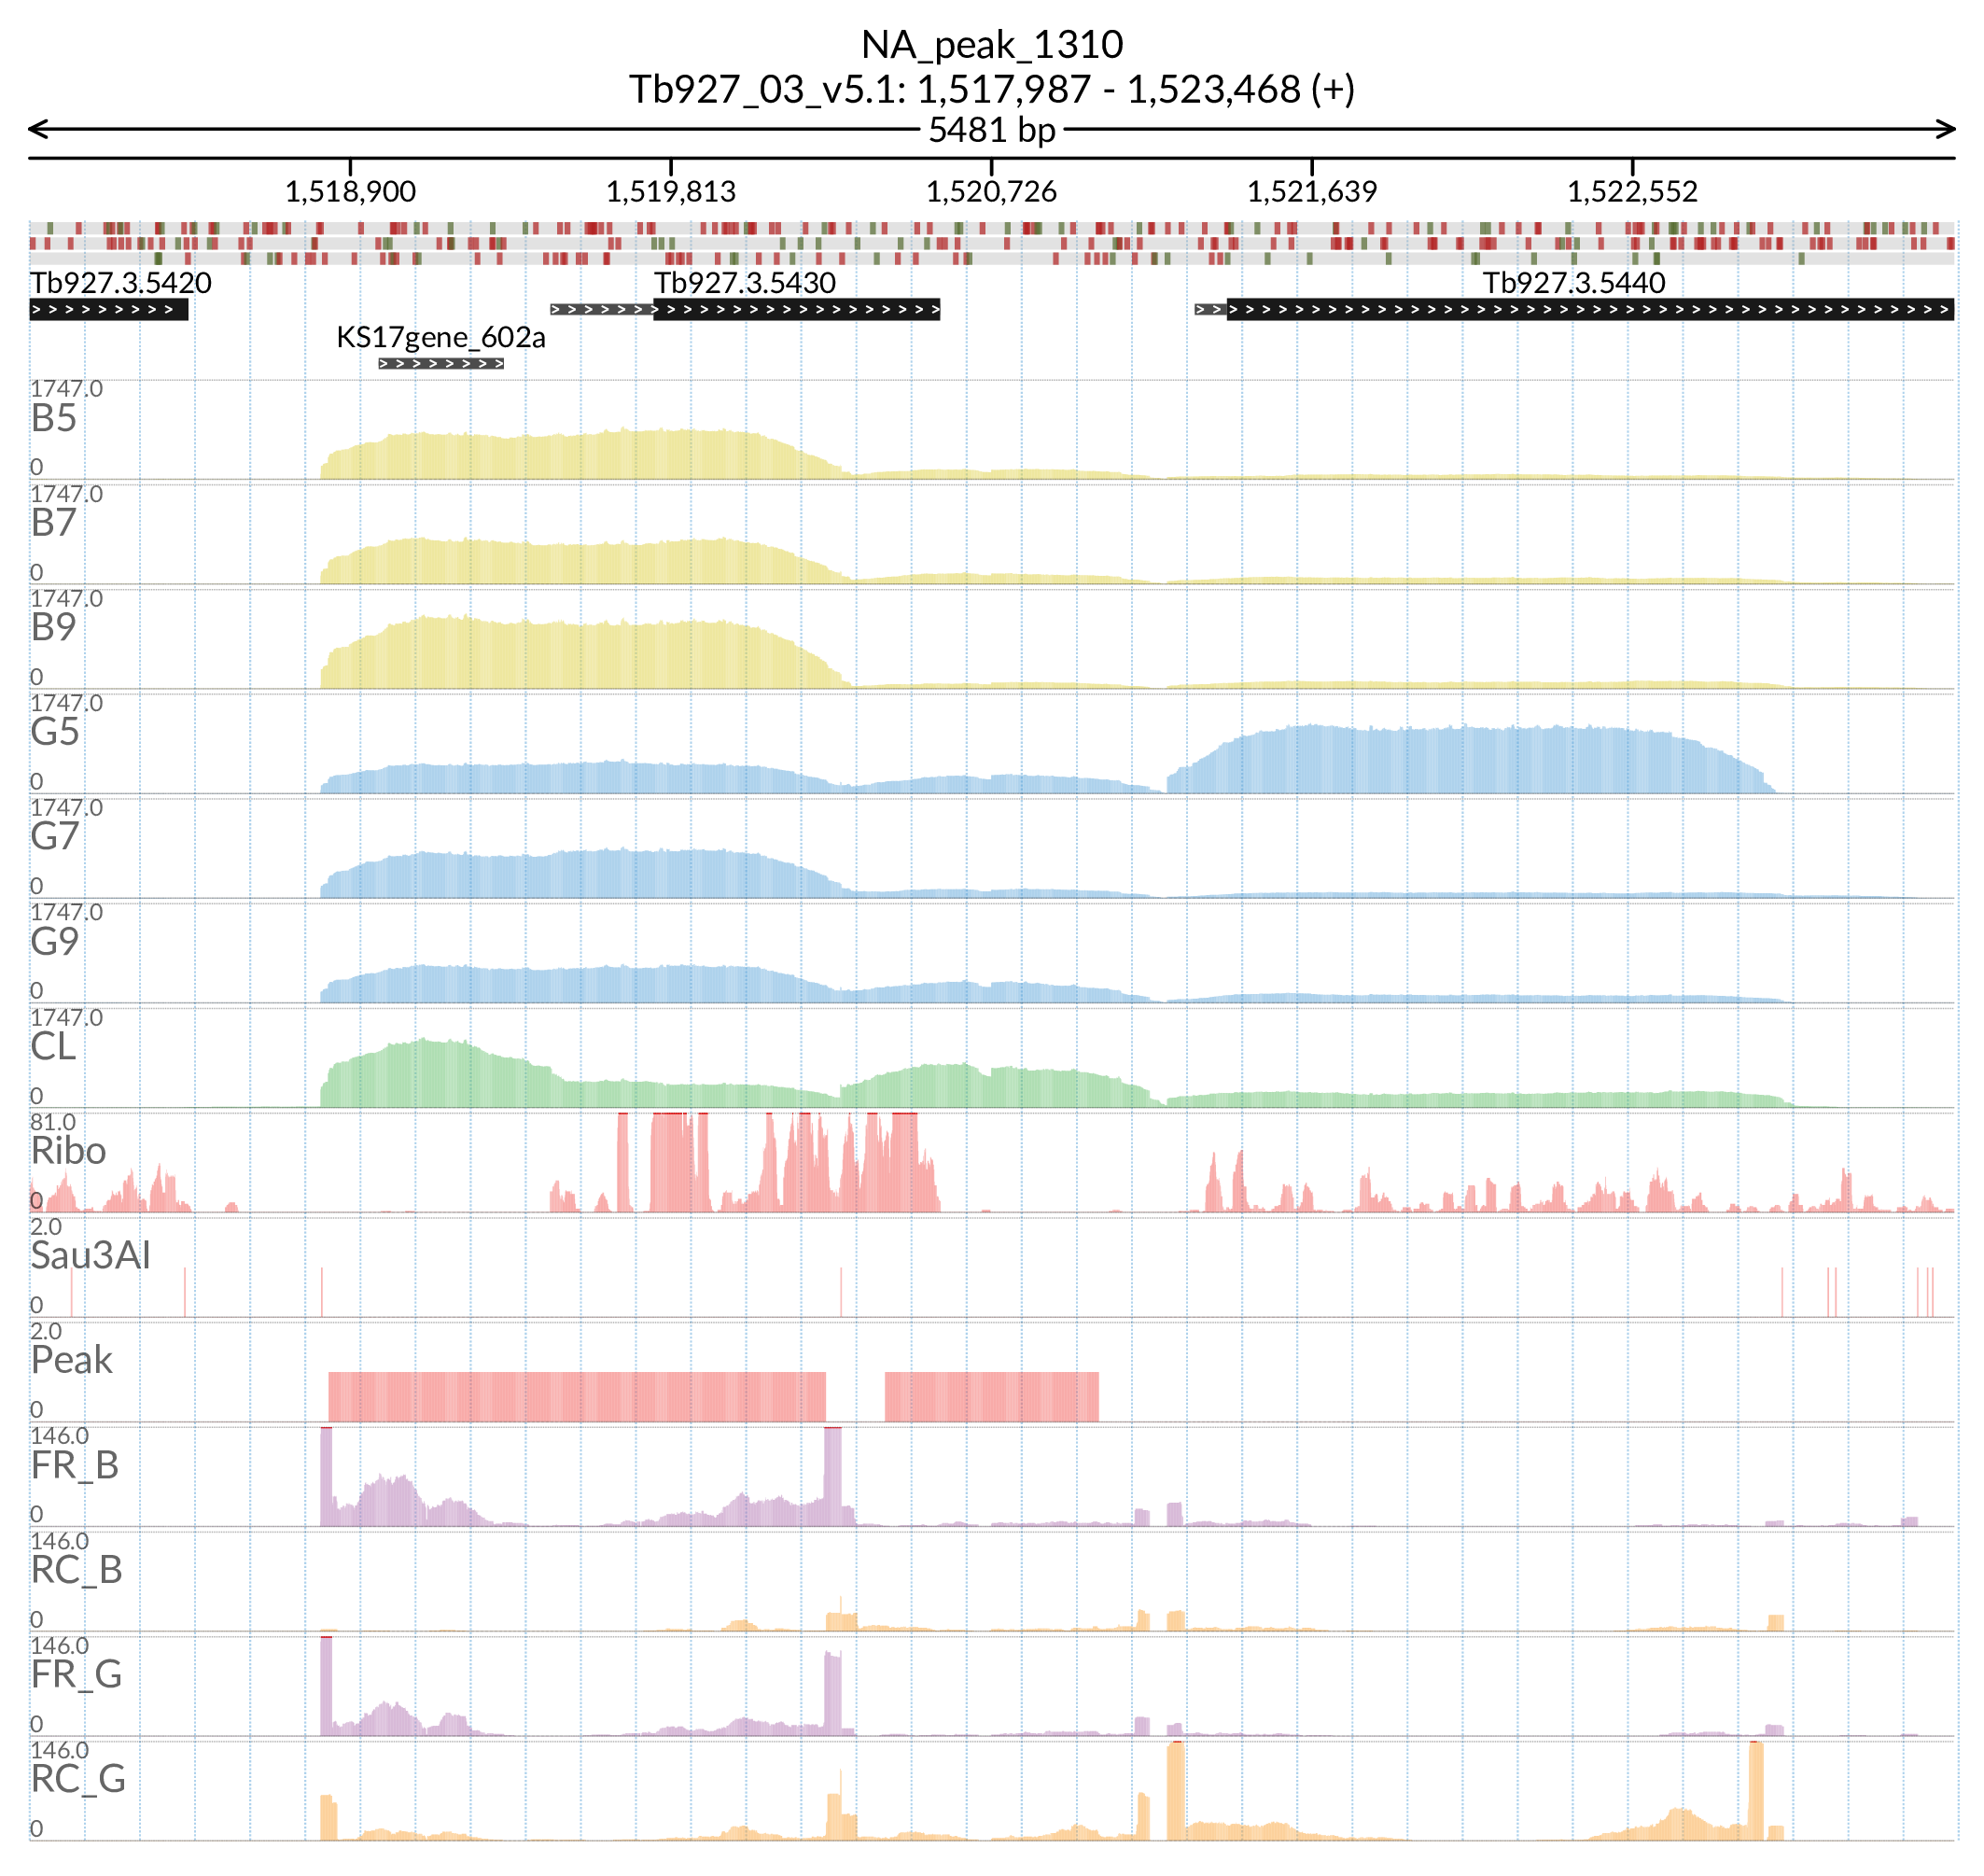 NA_peak_1310
Tb927_03_v5.1: 1,517,987 - 1,523,468 (+)
5481 bp
1,518,900 1,519,813 1,520,726 1,521,639 1,522,552
Tb927.3.5420 Tb927.3.5430 Tb927.3.5440
KS17gene_602a
1747.0
B5
0
1747.0
B7
0
1747.0
B9
0
1747.0
G5
0
1747.0
G7
0
1747.0
G9
0
1747.0
CL
0
81.0
Ribo
0
2.0
Sau3AI
0
2.0
Peak
0
146.0
FR_B
0
146.0
RC_B
0
146.0
FR_G
0
146.0
RC_G
0